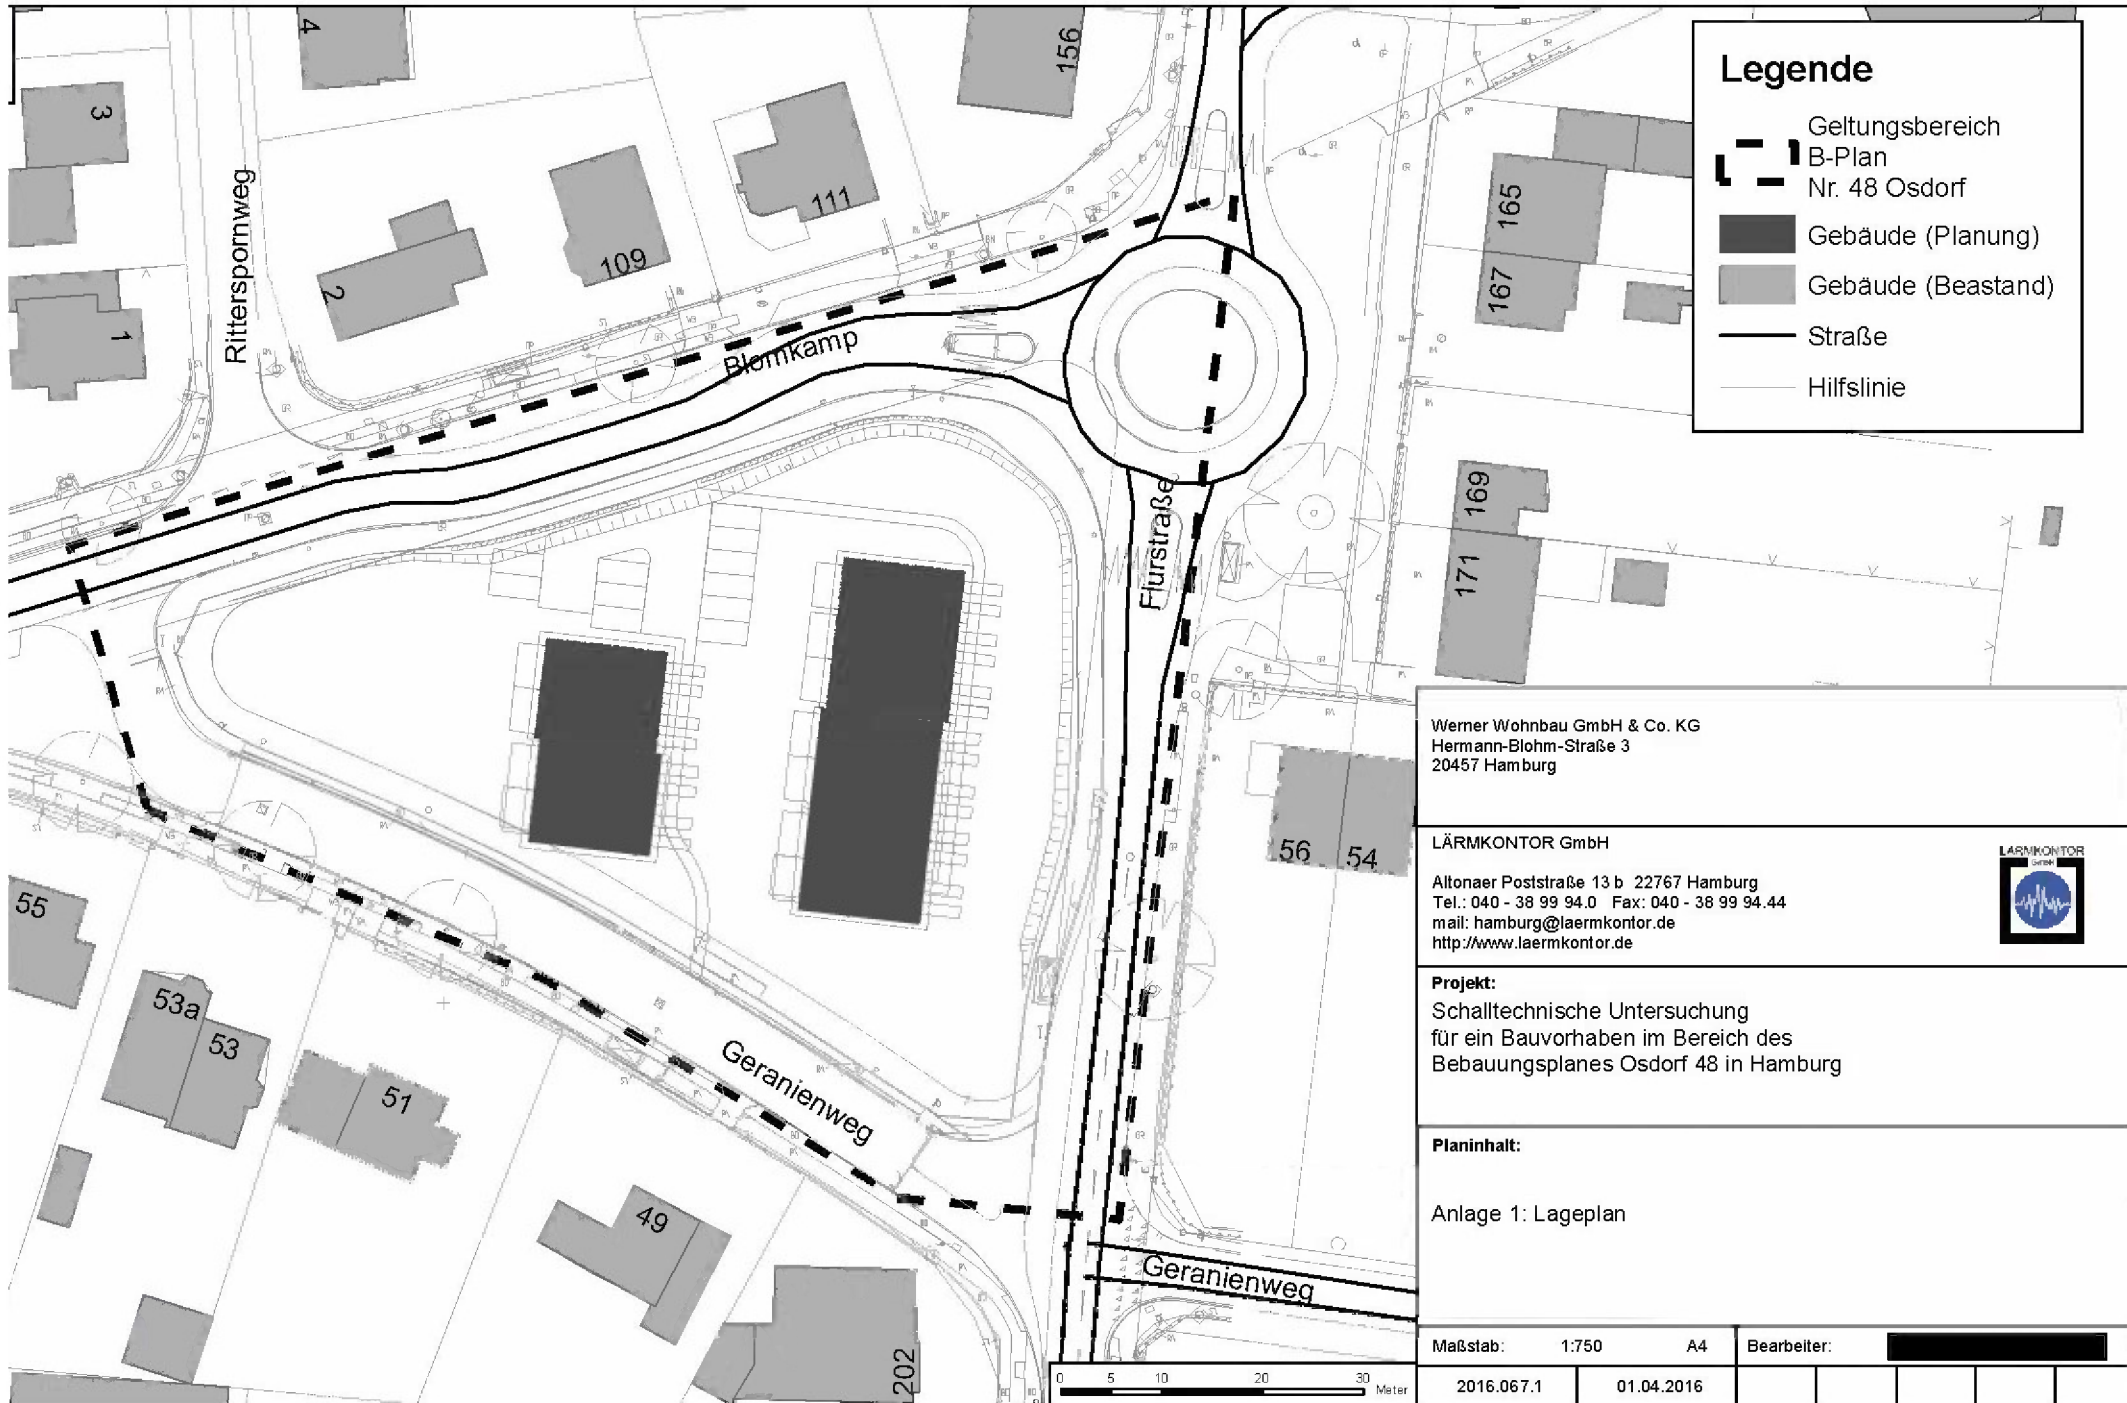 4
156
3
Ritterspornweg
111
109
2
1
Blomkamp
165
167
169
171
Flurstraße
56
54
55
53a
53
51
49
202
Geranienweg
Geranienweg
Legende
Geltungsbereich
B-Plan
Nr. 48 Osdorf
Gebäude (Planung)
Gebäude (Beastand)
Straße
Hilfslinie
Werner Wohnbau GmbH & Co. KG
Hermann-Blohm-Straße 3
20457 Hamburg
LÄRMKONTOR GmbH
Altonaer Poststraße 13 b 22767 Hamburg
Tel.: 040 - 38 99 94.0 Fax: 040 - 38 99 94.44
mail: hamburg@laermkontor.de
http://www.laermkontor.de
LÄRMKONTOR
GmbH
Projekt:
Schalltechnische Untersuchung
für ein Bauvorhaben im Bereich des
Bebauungsplanes Osdorf 48 in Hamburg
Planinhalt:
Anlage 1: Lageplan
Maßstab: 1:750 A4 Bearbeiter:
2016.067.1 01.04.2016
0 5 10 20 30 Meter